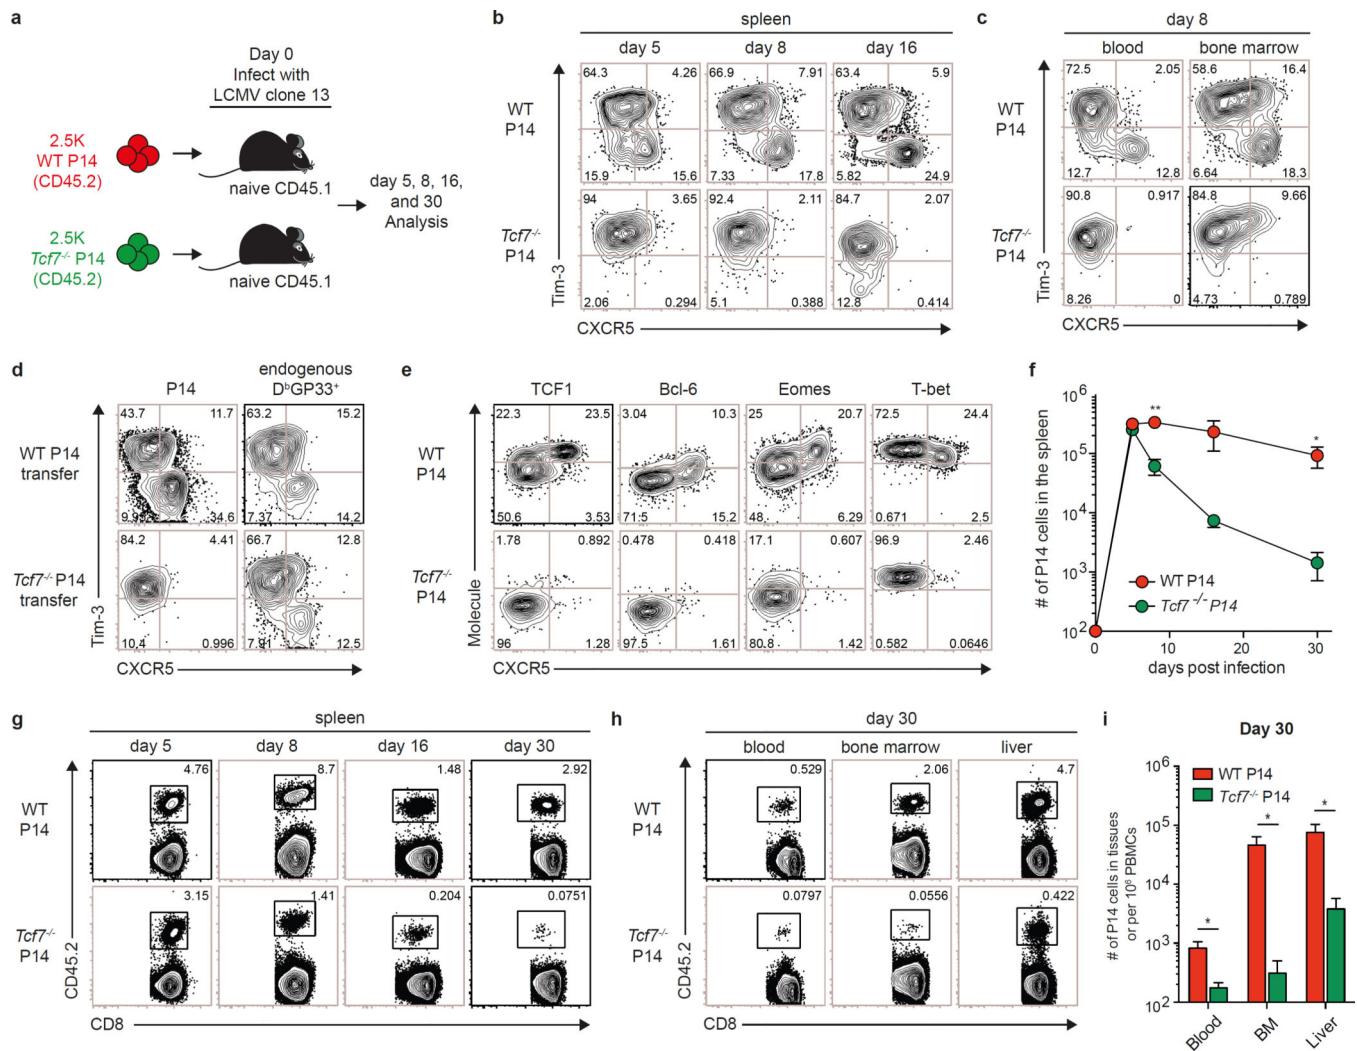 a
Day 0
Infect with
LCMV clone 13
2.5K
WT P14
(CD45.2)
naive CD45.1
2.5K
Tcf7-/- P14
(CD45.2)
naive CD45.1
day 5, 8, 16,
and 30
Analysis
b
spleen
day 5 day 8 day 16
WT
P14
64.3 4.26 66.9 7.91 63.4 5.9
15.9 15.6 7.33 17.8 5.82 24.9
Tcf7-/-
P14
94 3.65 92.4 2.11 84.7 2.07
2.06 0.294 5.1 0.388 12.8 0.414
Tim-3
CXCR5
c
day 8
blood bone marrow
WT
P14
72.5 2.05 58.6 16.4
12.7 12.8 6.64 18.3
Tcf7-/-
P14
90.8 0.917 84.8 9.66
8.26 0 4.73 0.789
Tim-3
CXCR5
d
P14
endogenous
DbGP33+
WT P14
transfer
43.7 11.7 63.2 15.2
34.6 7.37 14.2
Tcf7-/- P14
transfer
84.2 4.41 66.7 12.8
10.4 0.996 7.91 12.5
Tim-3
CXCR5
e
TCF1 Bcl-6 Eomes T-bet
WT
P14
22.3 23.5 3.04 10.3 25 20.7 72.5 24.4
50.6 3.53 71.5 15.2 48 6.29 0.671 2.5
Tcf7-/-
P14
1.78 0.892 0.478 0.418 17.1 0.607 96.9 2.46
96 1.28 97.5 1.61 80.8 1.42 0.582 0.0646
Molecule
CXCR5
f
# of P14 cells in the spleen
10^6
10^5
10^4
10^3
10^2
**
*
WT P14
Tcf7 -/- P14
0 10 20 30
days post infection
g
spleen
day 5 day 8 day 16 day 30
WT
P14
4.76 8.7 1.48 2.92
Tcf7-/-
P14
3.15 1.41 0.204 0.0751
CD45.2
CD8
h
day 30
blood bone marrow liver
WT
P14
0.529 2.06 4.7
Tcf7-/-
P14
0.0797 0.0556 0.422
CD45.2
CD8
i
Day 30
WT P14
Tcf7-/- P14
# of P14 cells in tissues
or per 10^6 PBMCs
10^6
10^5
10^4
10^3
10^2
*
*
*
Blood BM Liver